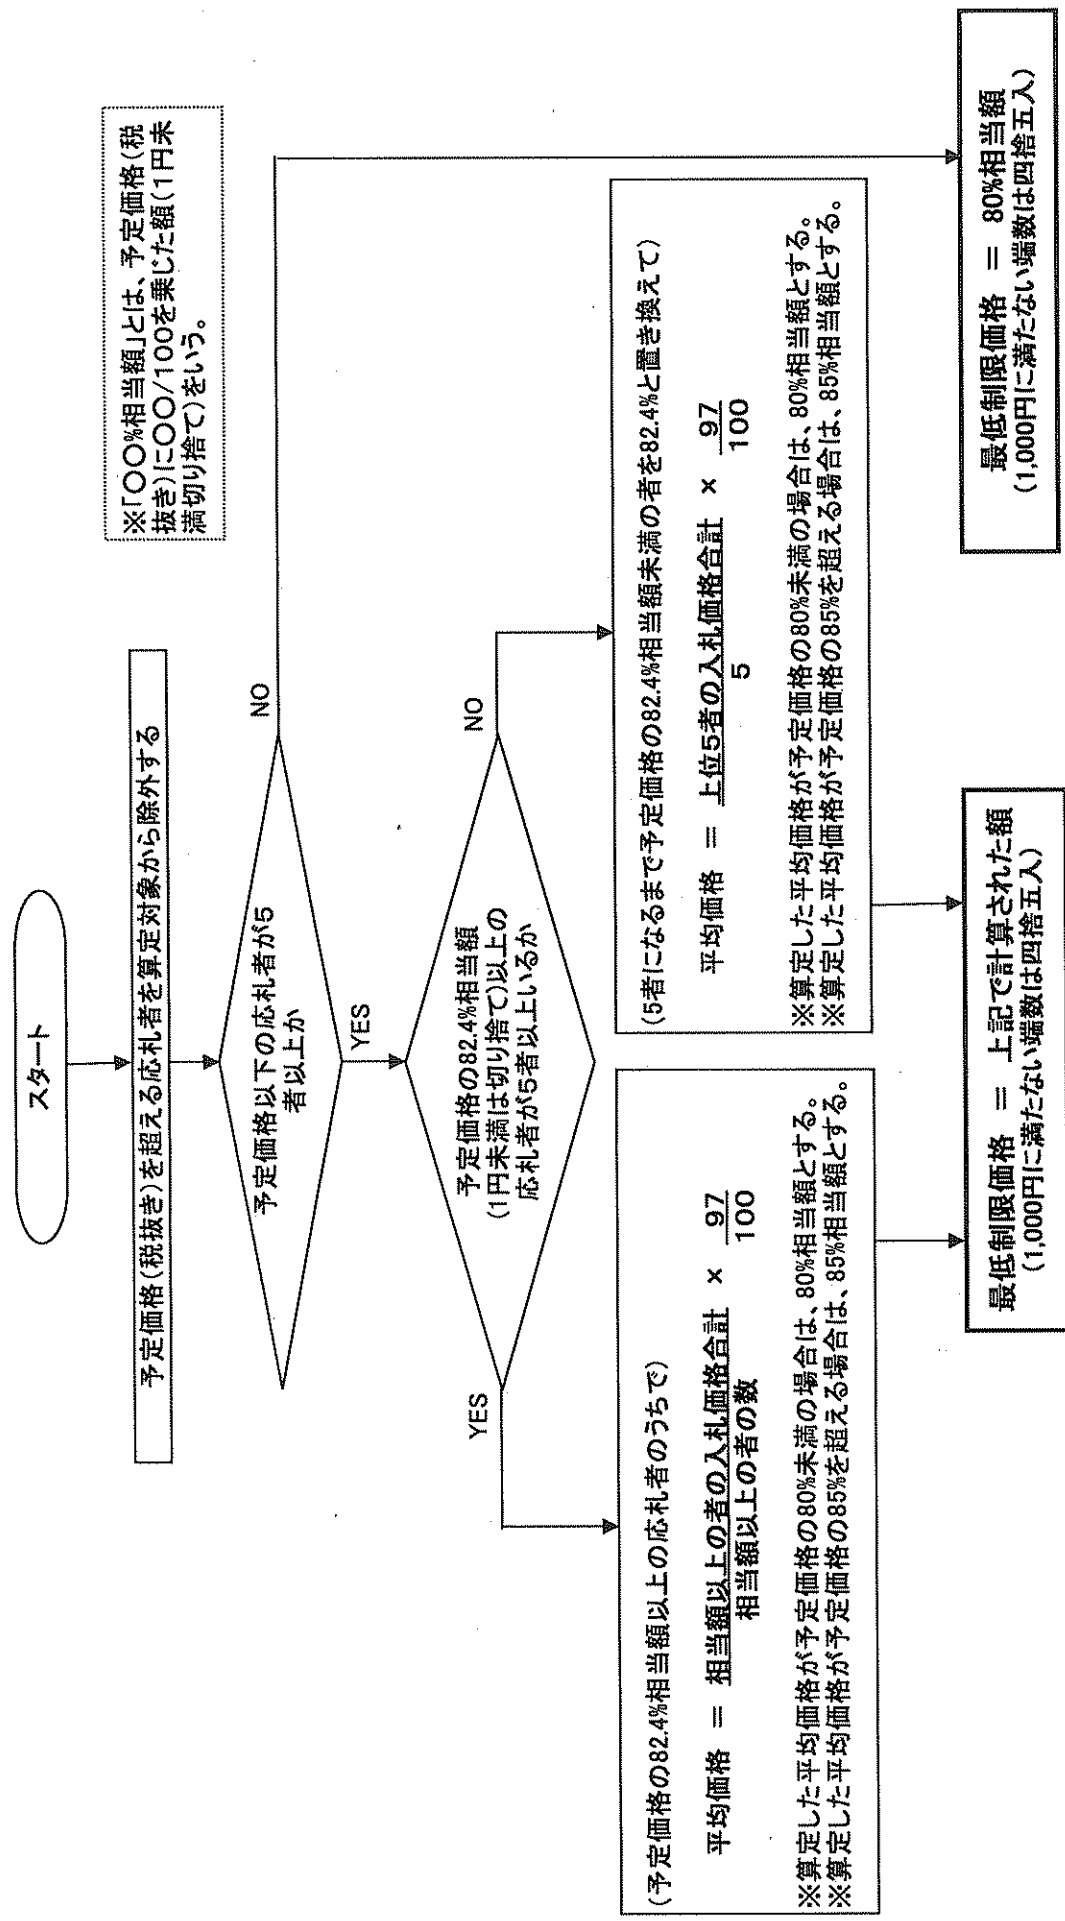 スタート
※「〇〇%相当額」とは、予定価格(税
抜き)に〇〇/100を乗じた額(1円未
満切り捨て)をいう。
予定価格(税抜き)を超える応札者を算定対象から除外する
予定価格以下の応札者が5
者以上か
NO
YES
予定価格の82.4%相当額
(1円未満は切り捨て)以上の
応札者が5者以上いるか
YES
NO
(予定価格の82.4%相当額以上の応札者のうちで)
平均価格 = 相当額以上の者の入札価格合計 × 97
相当額以上の者の数 100
※算定した平均価格が予定価格の80%未満の場合は、80%相当額とする。
※算定した平均価格が予定価格の85%を超える場合は、85%相当額とする。
(5者になるまで予定価格の82.4%相当額未満の者を82.4%と置き換えて)
平均価格 = 上位5者の入札価格合計 × 97
5 100
※算定した平均価格が予定価格の80%未満の場合は、80%相当額とする。
※算定した平均価格が予定価格の85%を超える場合は、85%相当額とする。
最低制限価格 = 上記で計算された額
(1,000円に満たない端数は四捨五入)
最低制限価格 = 80%相当額
(1,000円に満たない端数は四捨五入)